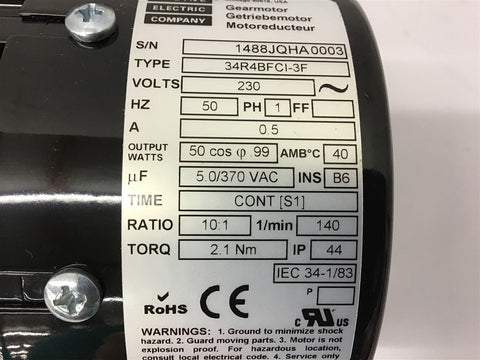 ELECTRIC
COMPANY
Gearmotor
Getriebemotor
Motoreducteur
S/N 1488JQHA0003
TYPE 34R4BFCI-3F
VOLTS 230 ~
HZ 50 PH 1 FF
A 0.5
OUTPUT WATTS 50 cos φ .99 AMB°C 40
µF 5.0/370 VAC INS B6
TIME CONT [S1]
RATIO 10:1 1/min 140
TORQ 2.1 Nm IP 44
IEC 34-1/83
P
RoHS CE c RU us
WARNINGS: 1. Ground to minimize shock
hazard. 2. Guard moving parts. 3. Motor is not
explosion proof. For hazardous location,
consult local electrical code. 4. Service only